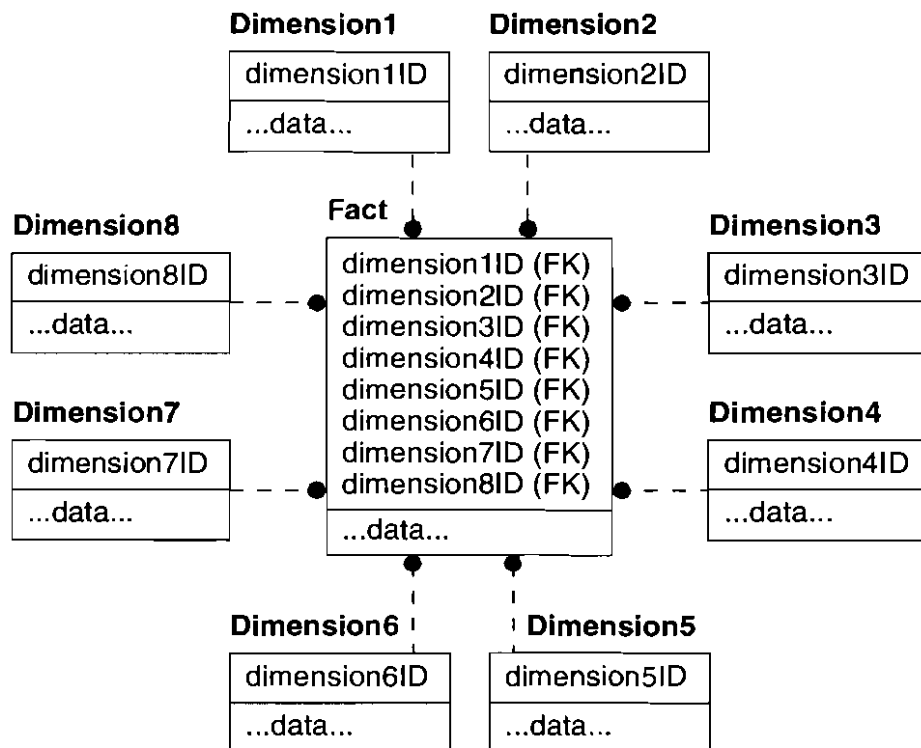 Dimension1
dimension1ID
...data...
Dimension2
dimension2ID
...data...
Dimension8
dimension8ID
...data...
Fact
dimension1ID (FK)
dimension2ID (FK)
dimension3ID (FK)
dimension4ID (FK)
dimension5ID (FK)
dimension6ID (FK)
dimension7ID (FK)
dimension8ID (FK)
...data...
Dimension3
dimension3ID
...data...
Dimension7
dimension7ID
...data...
Dimension4
dimension4ID
...data...
Dimension6
dimension6ID
...data...
Dimension5
dimension5ID
...data...